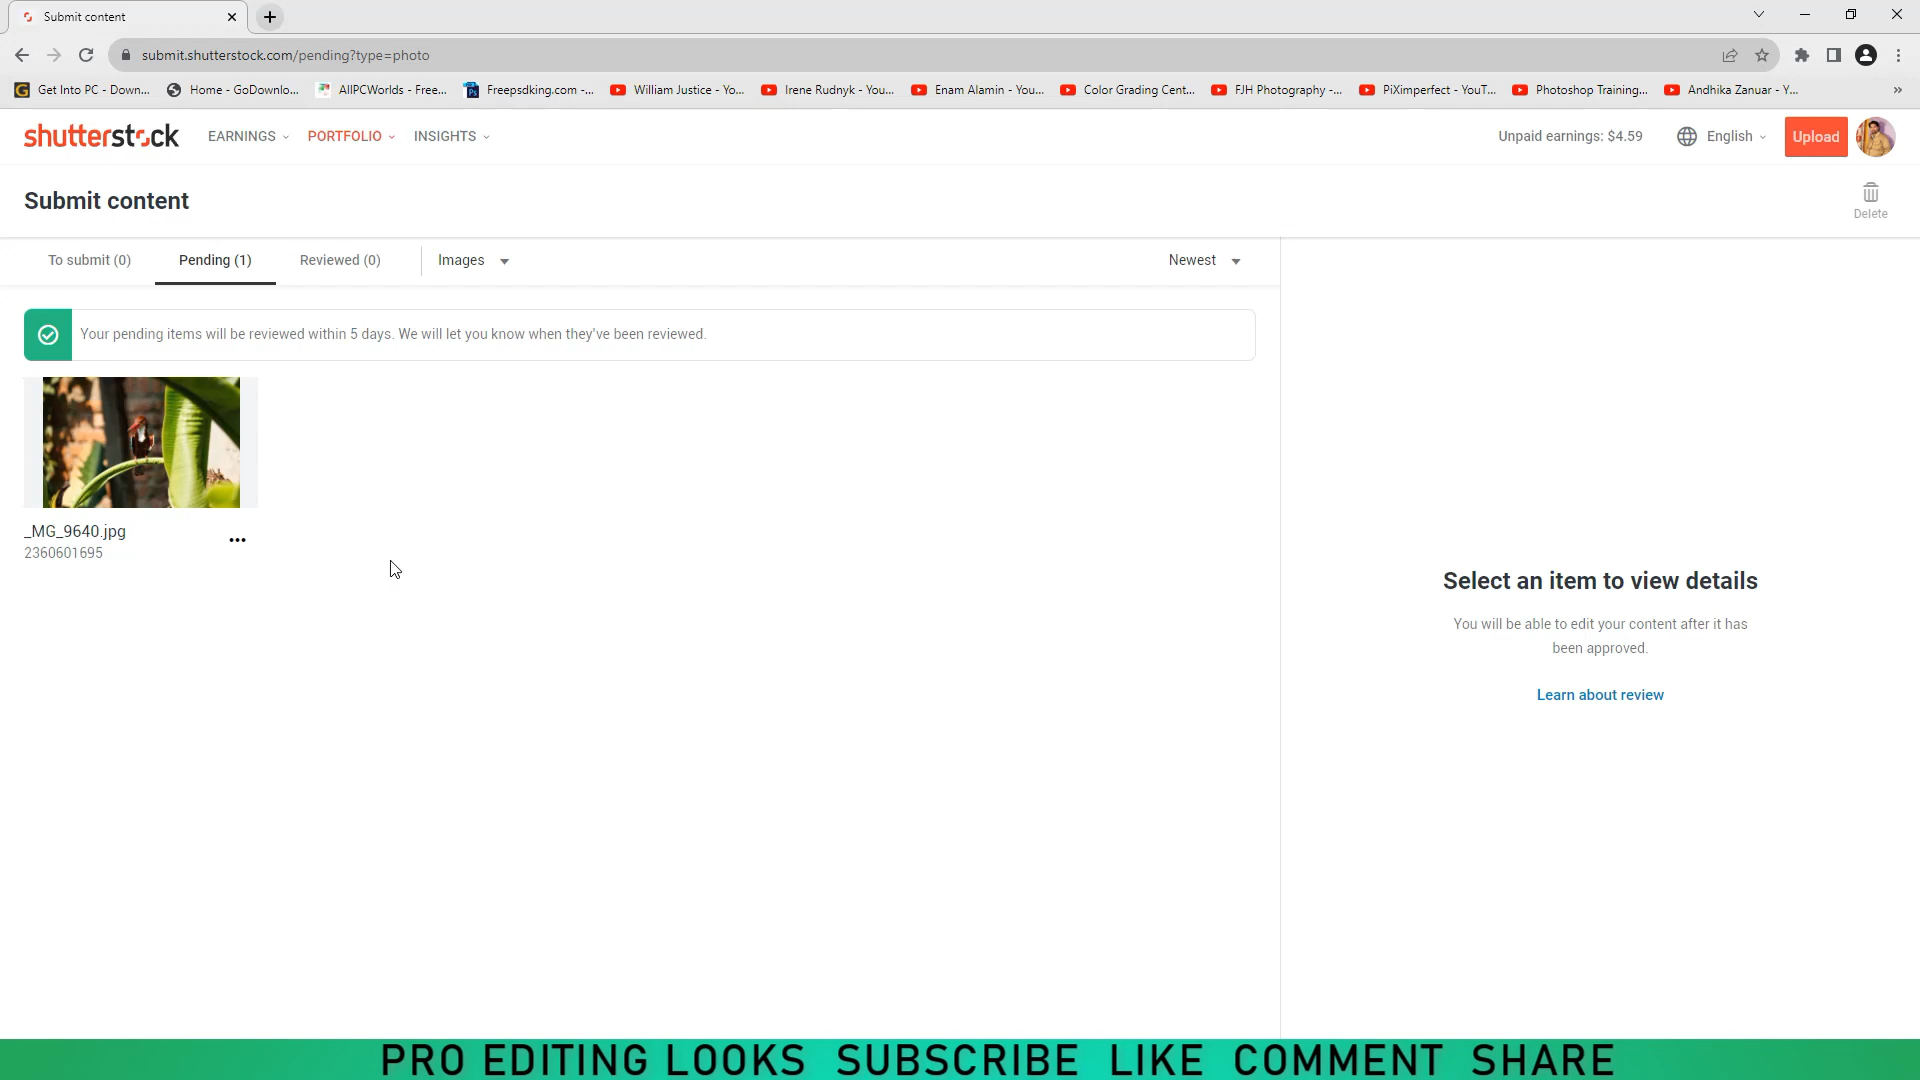 Submit content
submit.shutterstock.com/pending?type=photo
Get Into PC - Down...
Home - GoDownlo...
AllPCWorlds - Free...
Freepsdking.com -...
William Justice - Yo...
Irene Rudnyk - You...
Enam Alamin - You...
Color Grading Cent...
FJH Photography -...
PiXimperfect - YouT...
Photoshop Training...
Andhika Zanuar - Y...
shutterstock
EARNINGS
PORTFOLIO
INSIGHTS
Unpaid earnings: $4.59
English
Upload
Submit content
Delete
To submit (0)
Pending (1)
Reviewed (0)
Images
Newest
Your pending items will be reviewed within 5 days. We will let you know when they've been reviewed.
_MG_9640.jpg
2360601695
Select an item to view details
You will be able to edit your content after it has
been approved.
Learn about review
PRO EDITING LOOKS SUBSCRIBE LIKE COMMENT SHARE